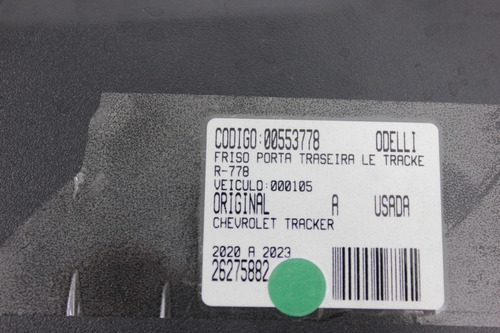 CODIGO:00553778 ODELLI
FRISO PORTA TRASEIRA LE TRACKE
R-778
VEICULO:000105
ORIGINAL A USADA
CHEVROLET TRACKER
2020 A 2023
26275882